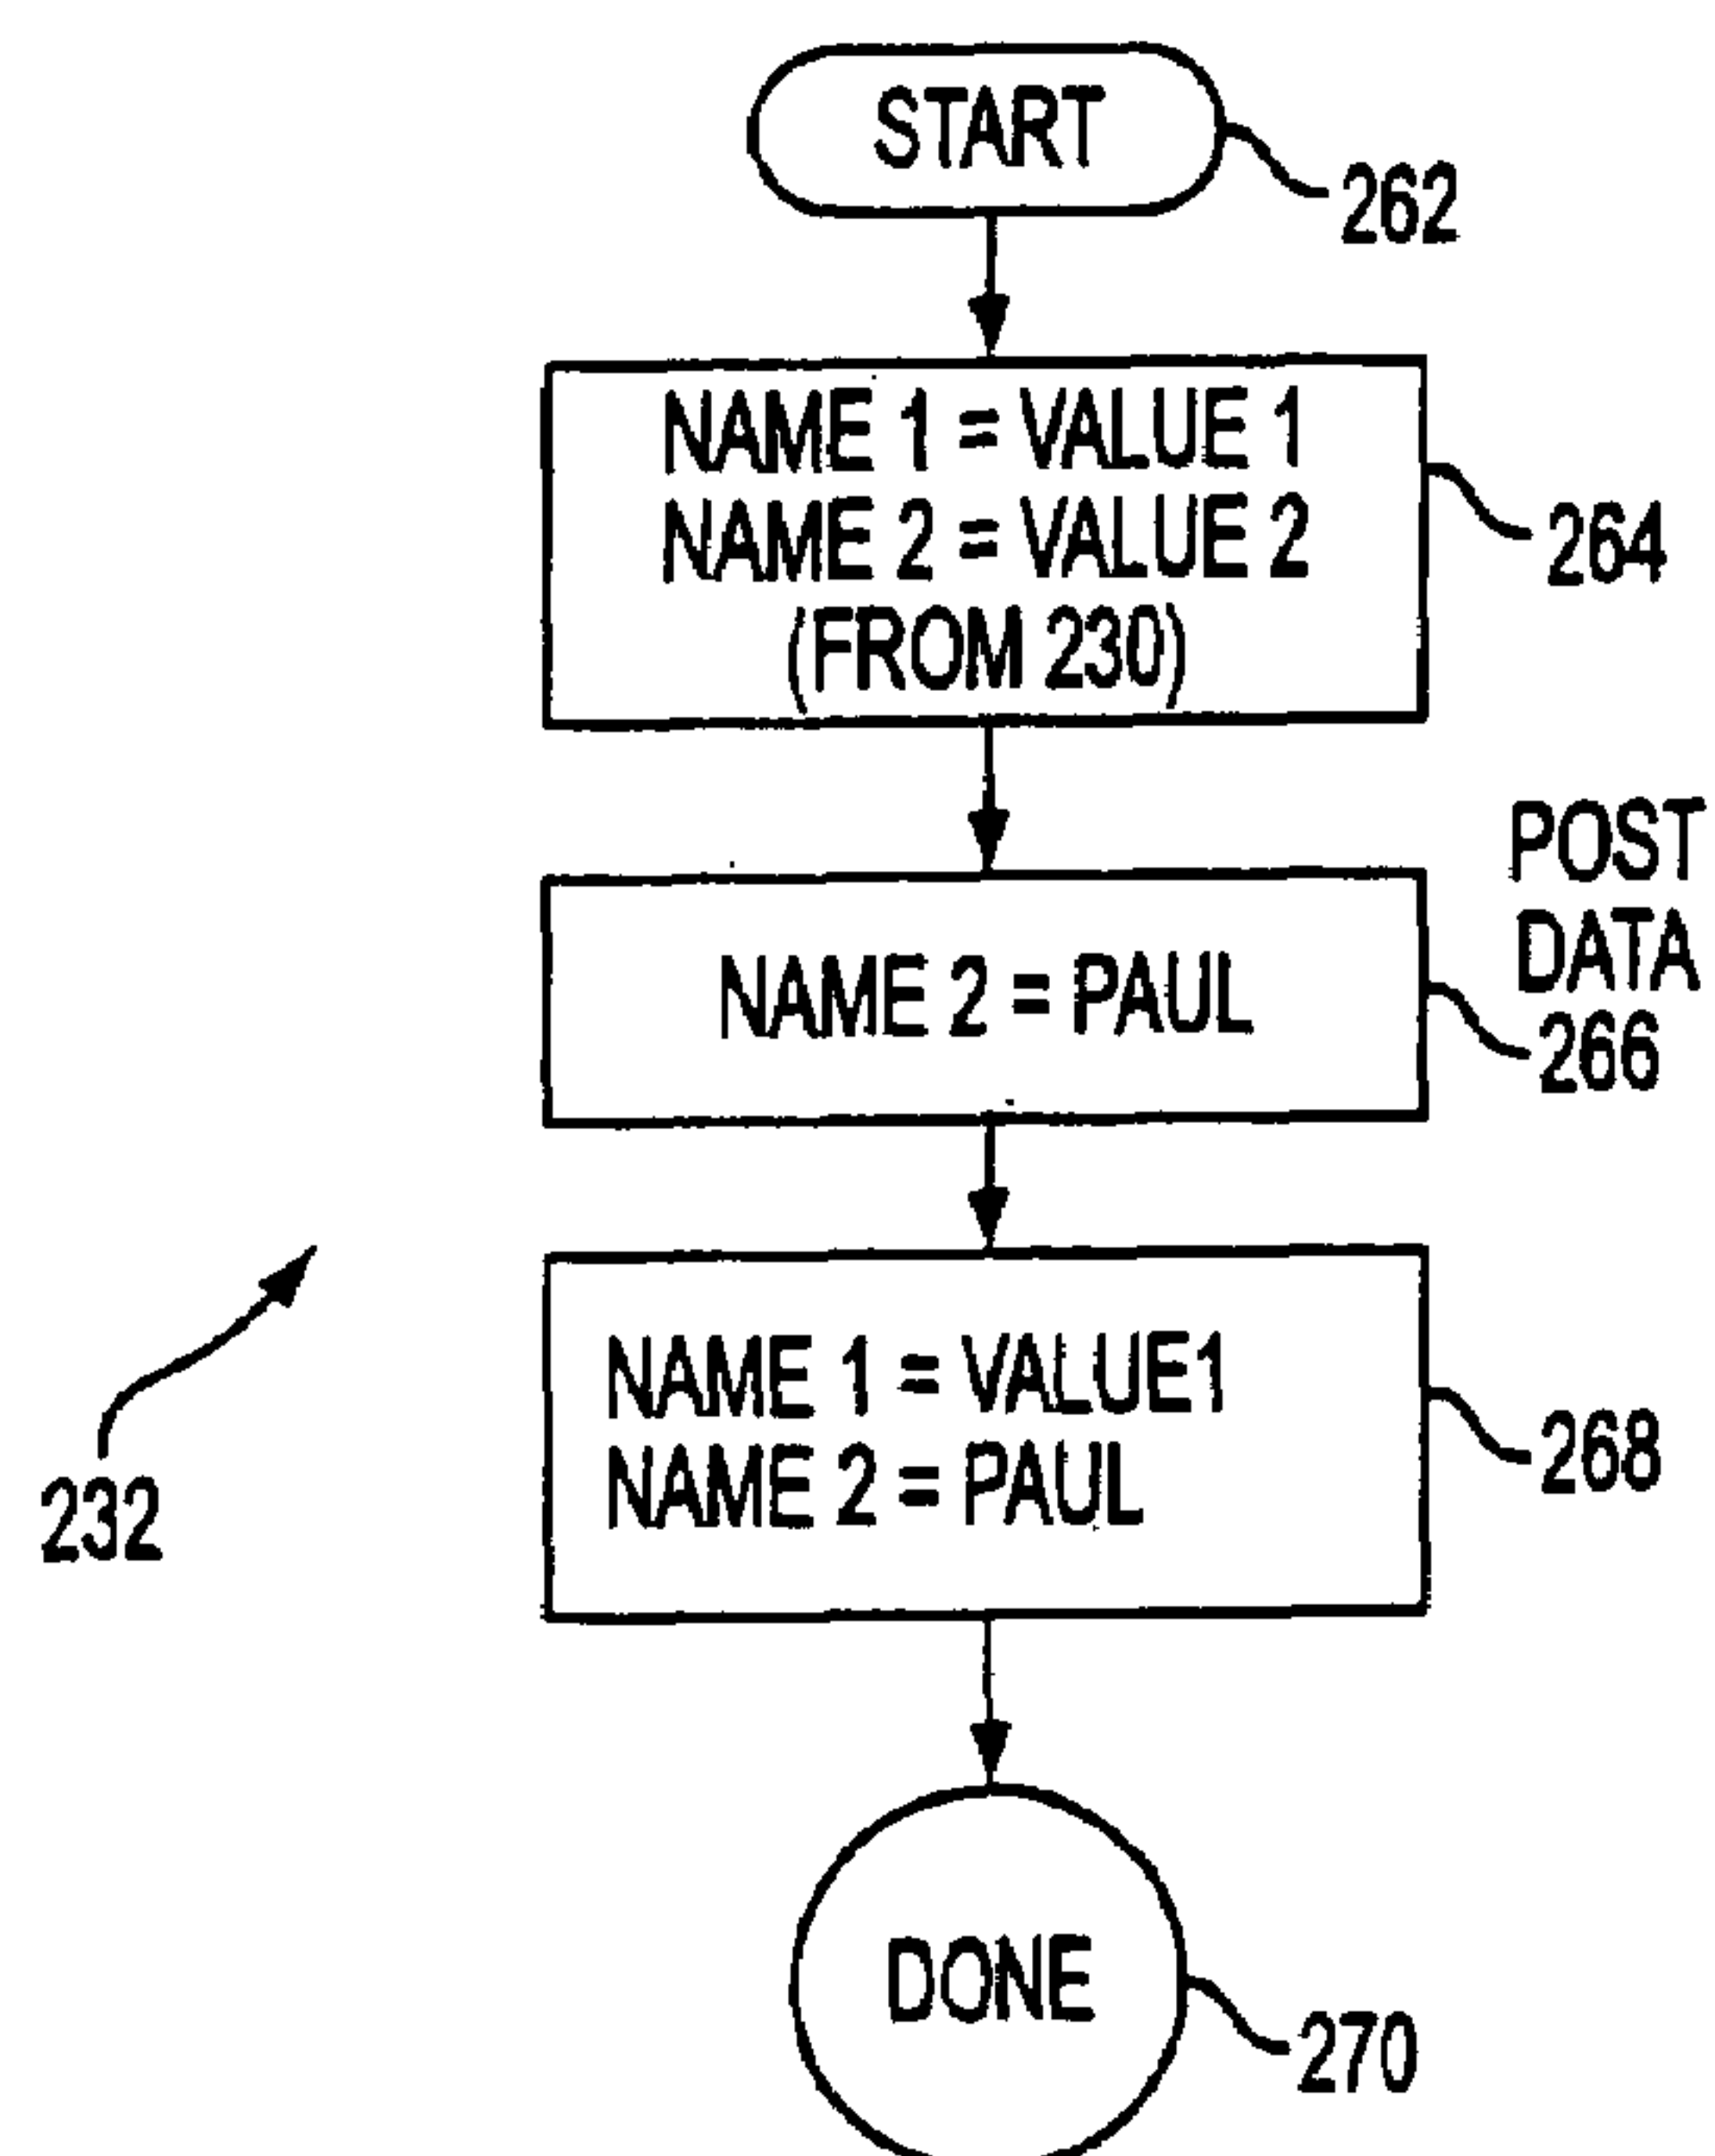 START
262
NAME 1 = VALUE 1
NAME 2 = VALUE 2
(FROM 230)
264
POST
DATA
266
NAME 2 = PAUL
NAME 1 = VALUE1
NAME 2 = PAUL
268
232
DONE
270